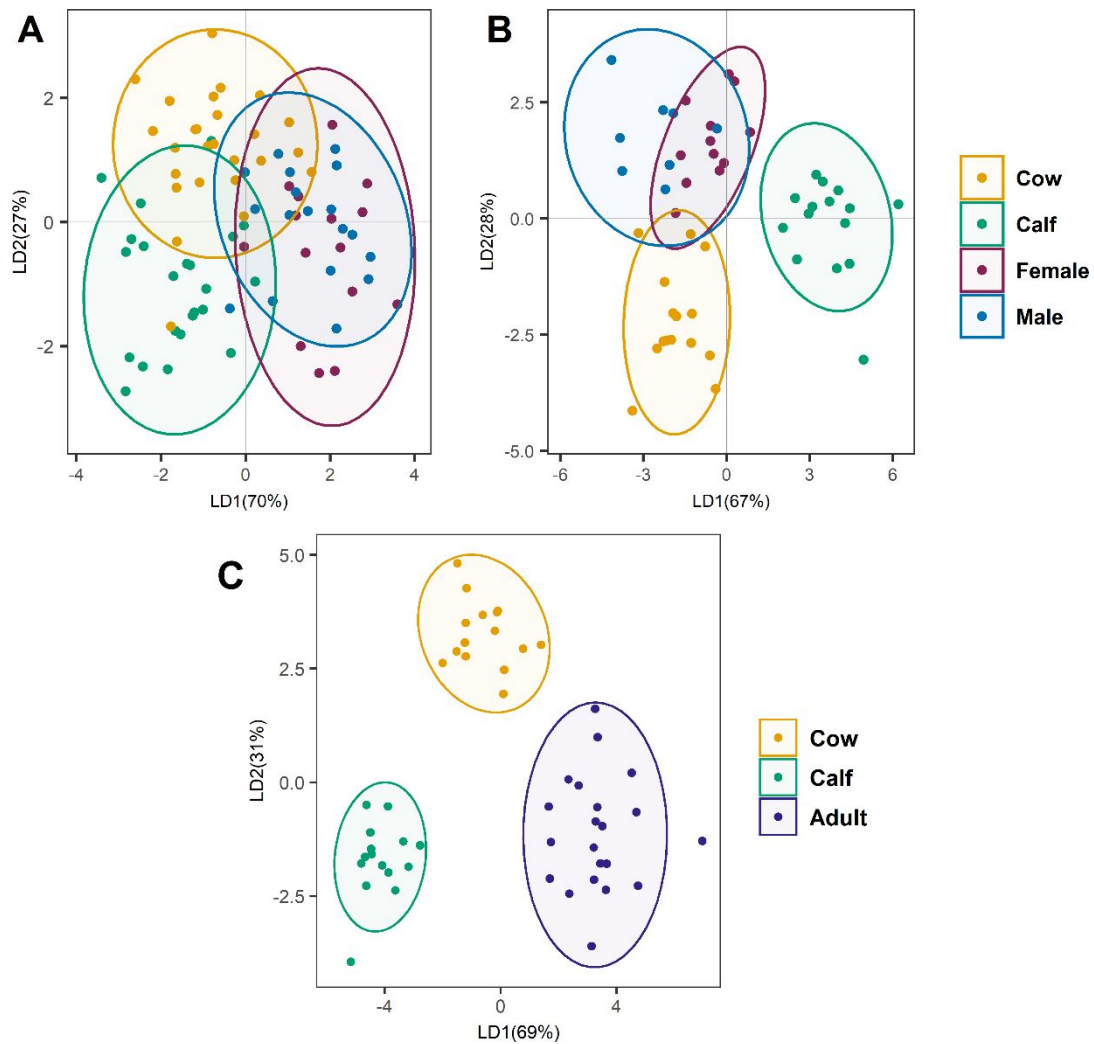 A
2
0
-2
LD2(27%)
-4
-2
0
2
4
LD1(70%)
B
2.5
0.0
-2.5
-5.0
LD2(28%)
-6
-3
0
3
6
LD1(67%)
Cow
Calf
Female
Male
C
5.0
2.5
0.0
-2.5
LD2(31%)
-4
0
4
LD1(69%)
Cow
Calf
Adult